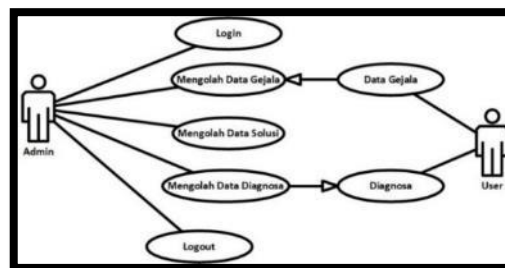 Login
Mengolah Data Gejala
Data Gejala
Mengolah Data Solusi
Admin
User
Mengolah Data Diagnosa
Diagnosa
Logout